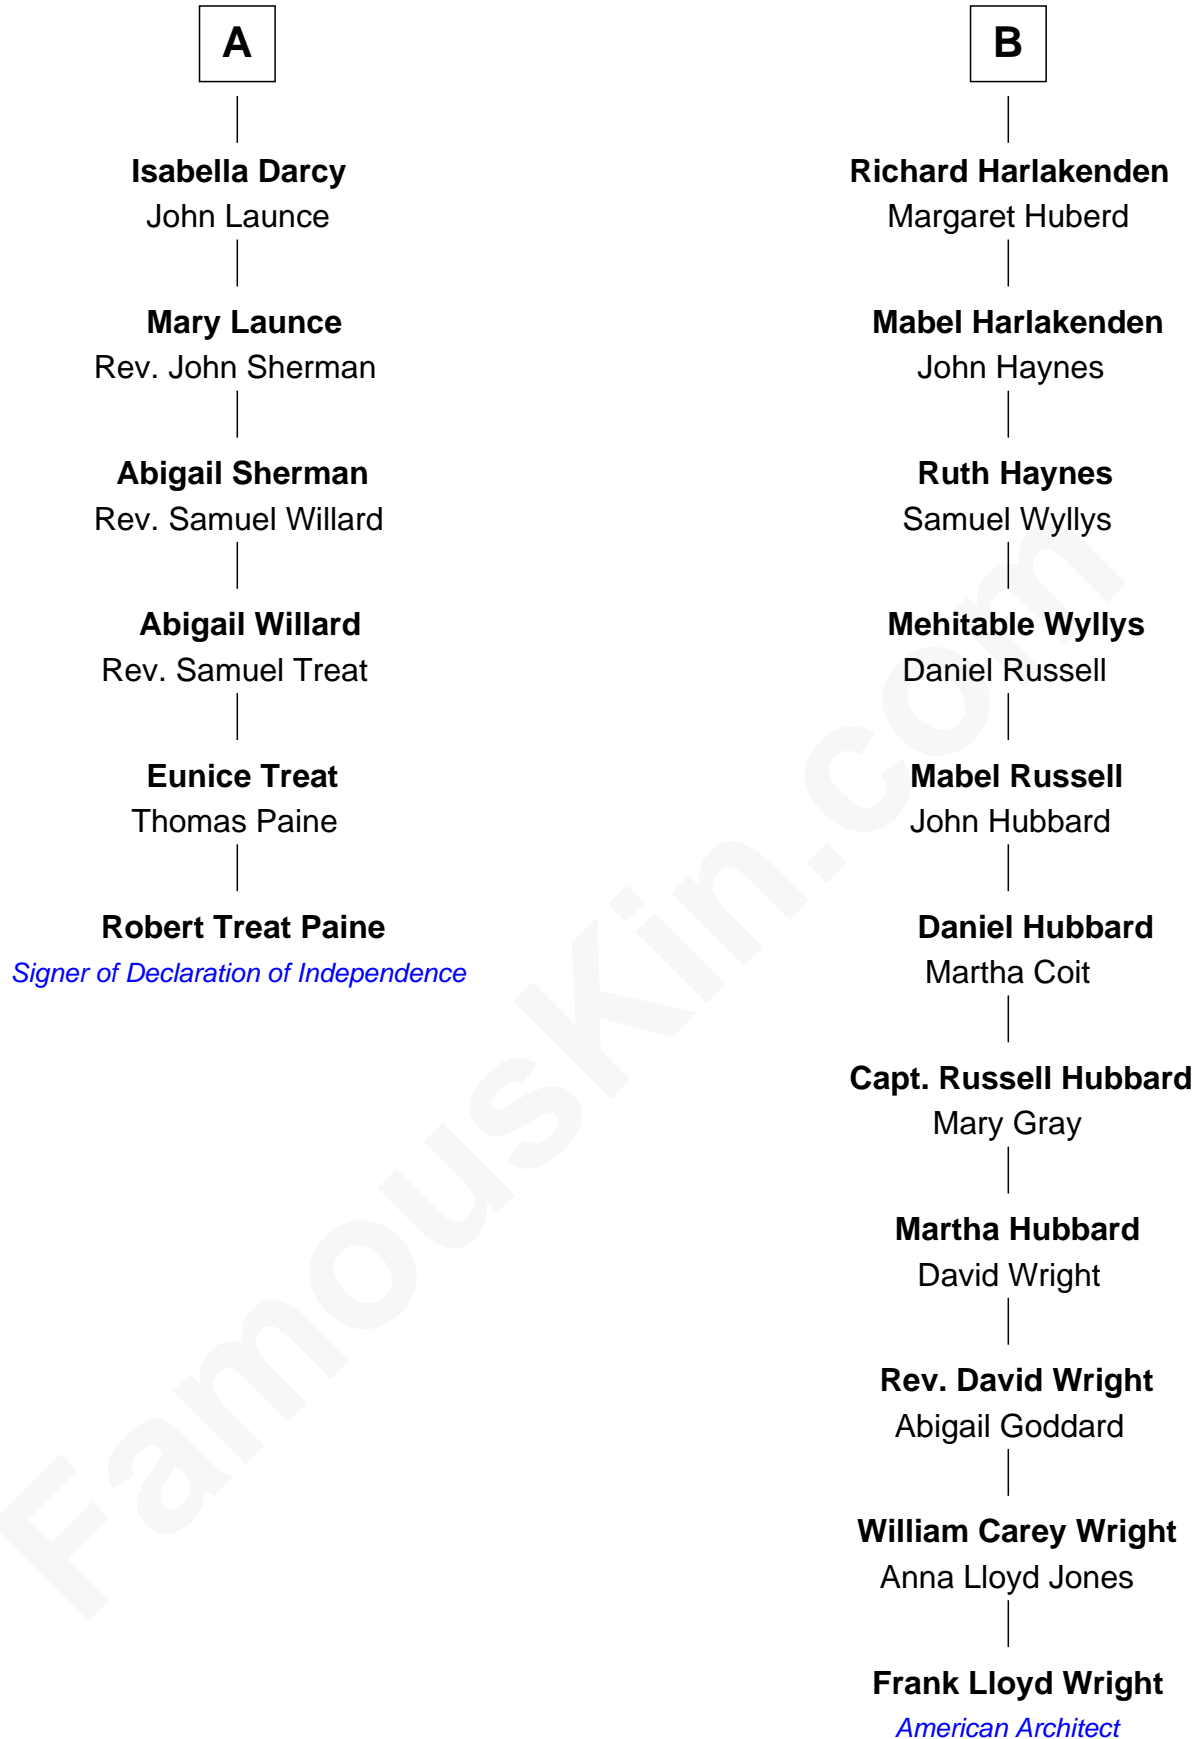 A
Isabella Darcy
John Launce
Mary Launce
Rev. John Sherman
Abigail Sherman
Rev. Samuel Willard
Abigail Willard
Rev. Samuel Treat
Eunice Treat
Thomas Paine
Robert Treat Paine
Signer of Declaration of Independence
B
Richard Harlakenden
Margaret Huberd
Mabel Harlakenden
John Haynes
Ruth Haynes
Samuel Wyllys
Mehitable Wyllys
Daniel Russell
Mabel Russell
John Hubbard
Daniel Hubbard
Martha Coit
Capt. Russell Hubbard
Mary Gray
Martha Hubbard
David Wright
Rev. David Wright
Abigail Goddard
William Carey Wright
Anna Lloyd Jones
Frank Lloyd Wright
American Architect
FamousKin.com